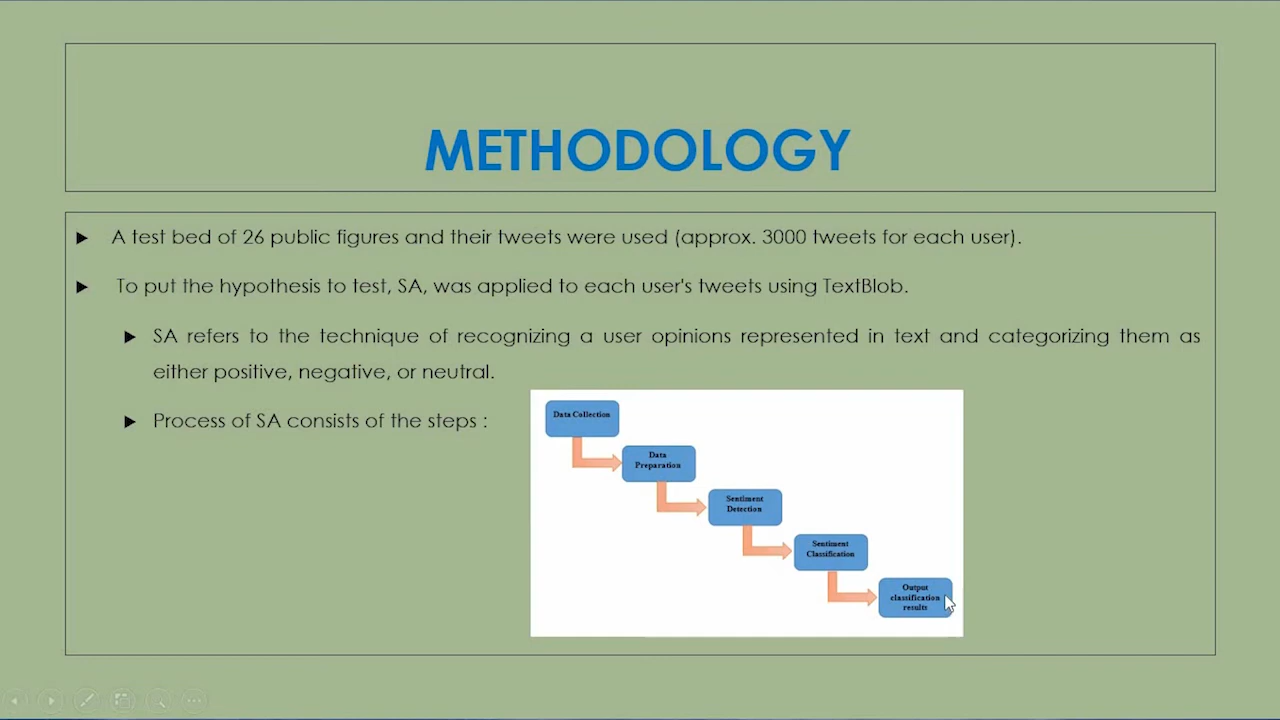 METHODOLOGY
A test bed of 26 public figures and their tweets were used (approx. 3000 tweets for each user).
To put the hypothesis to test, SA, was applied to each user's tweets using TextBlob.
SA refers to the technique of recognizing a user opinions represented in text and categorizing them as
either positive, negative, or neutral.
Process of SA consists of the steps :
Data Collection
Data
Preparation
Sentiment
Detection
Sentiment
Classification
Output
classification
results